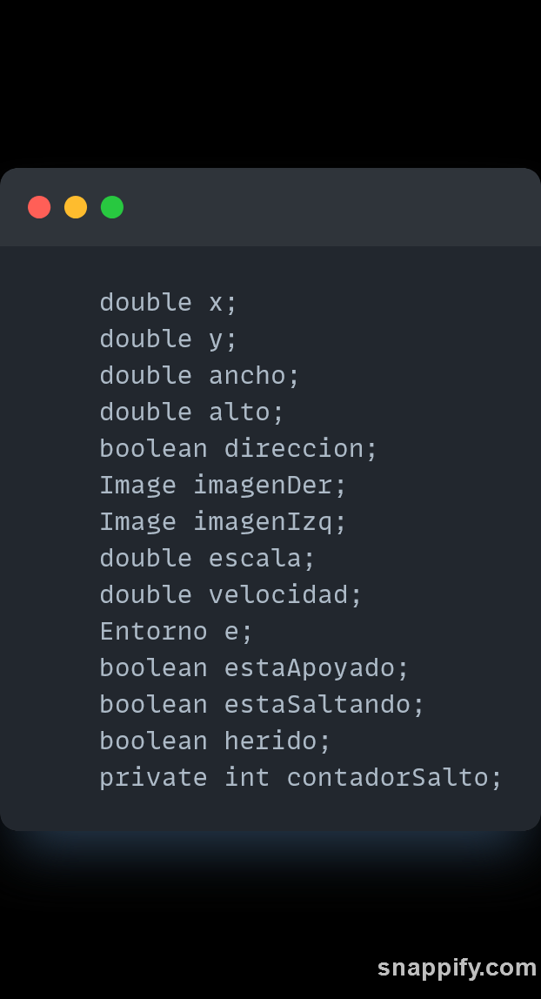 double x;
double y;
double ancho;
double alto;
boolean direccion;
Image imagenDer;
Image imagenIzq;
double escala;
double velocidad;
Entorno e;
boolean estaApoyado;
boolean estaSaltando;
boolean herido;
private int contadorSalto;
snappify.com